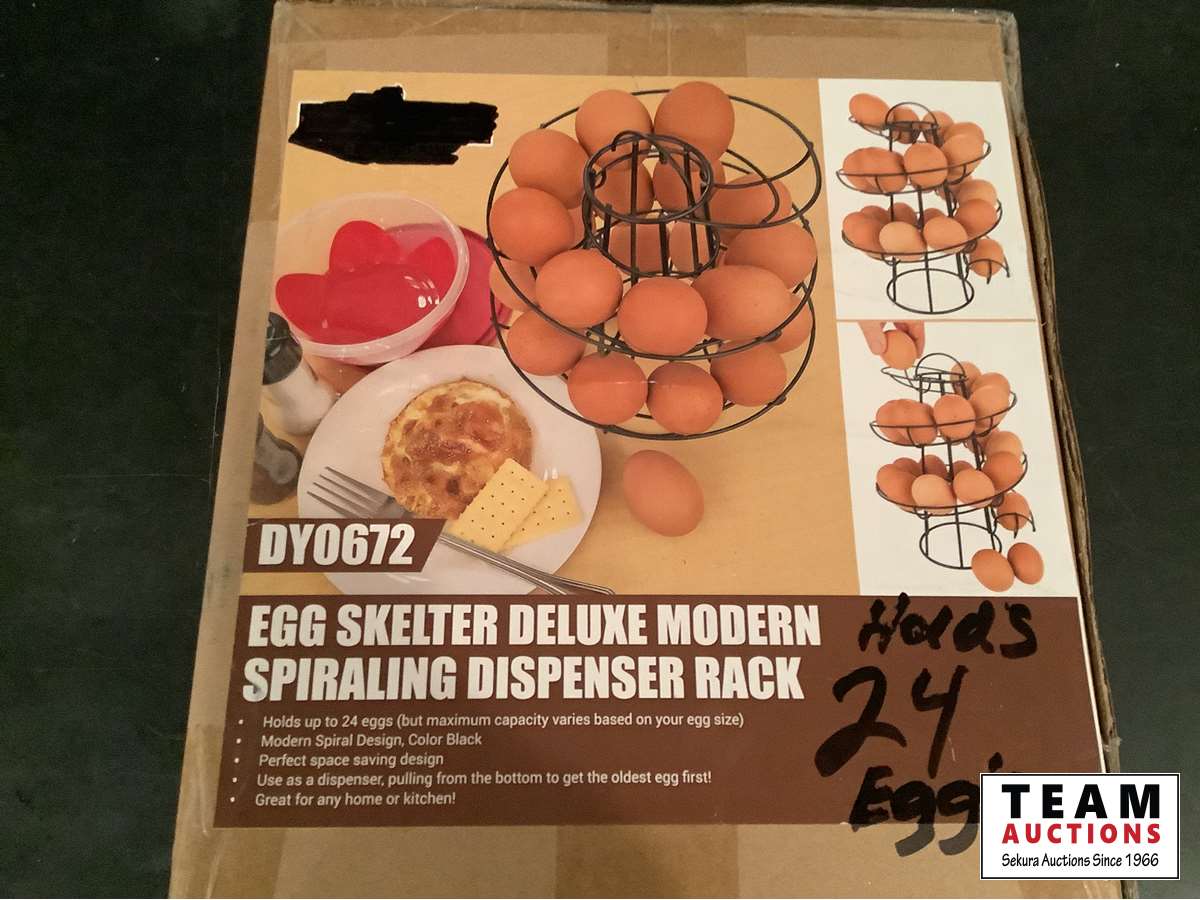 DY0672
EGG SKELTER DELUXE MODERN
SPIRALING DISPENSER RACK
• Holds up to 24 eggs (but maximum capacity varies based on your egg size)
• Modern Spiral Design, Color Black
• Perfect space saving design
• Use as a dispenser, pulling from the bottom to get the oldest egg first!
• Great for any home or kitchen!
Hold's
24
Egg's
TEAM
AUCTIONS
Sekura Auctions Since 1966